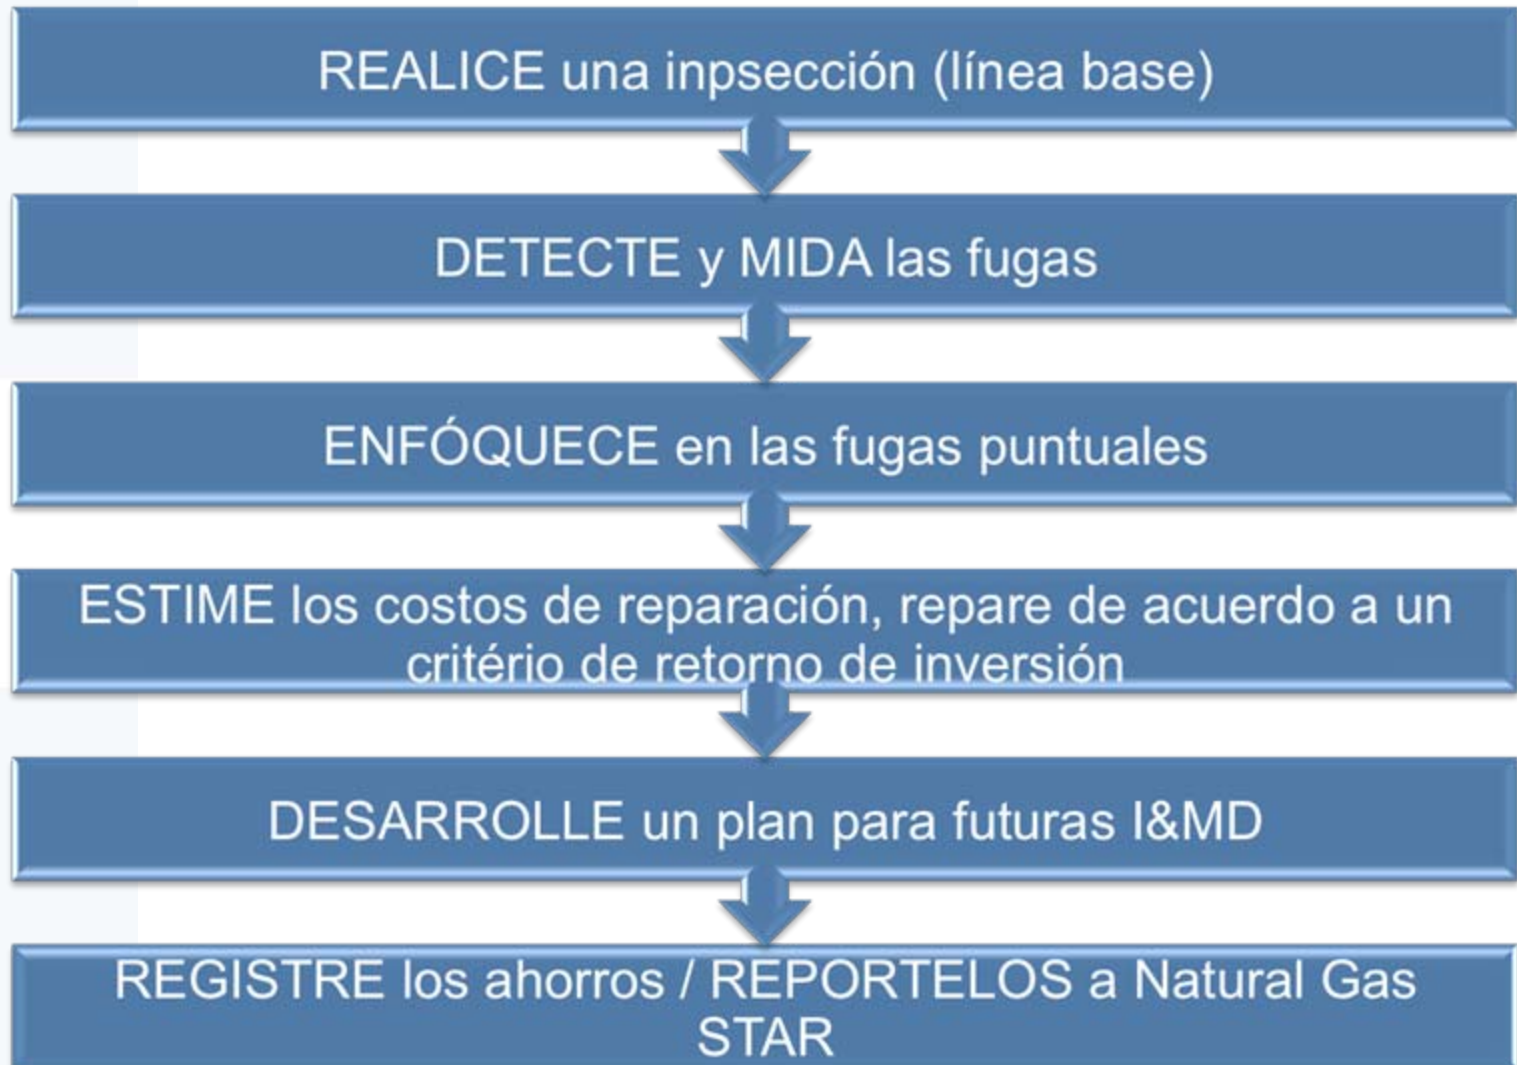 REALICE una inpsección (línea base)
DETECTE y MIDA las fugas
ENFÓQUECE en las fugas puntuales
ESTIME los costos de reparación, repare de acuerdo a un
critério de retorno de inversión
DESARROLLE un plan para futuras I&MD
REGISTRE los ahorros / REPORTELOS a Natural Gas
STAR